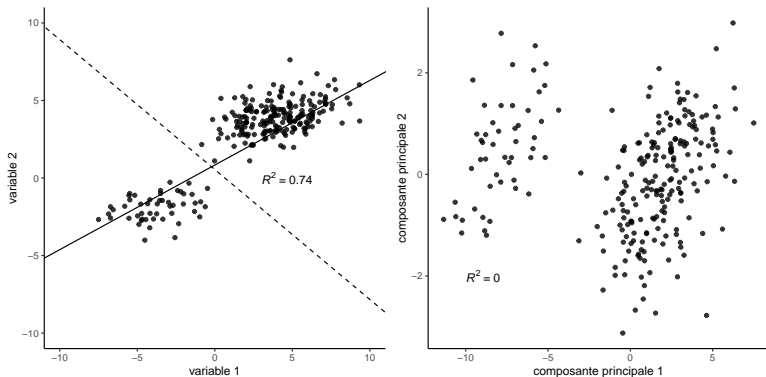 10
5
0
−5
−10
variable 2
R² = 0.74
−10
−5
0
5
10
variable 1
2
0
−2
composante principale 2
R² = 0
−10
−5
0
5
composante principale 1